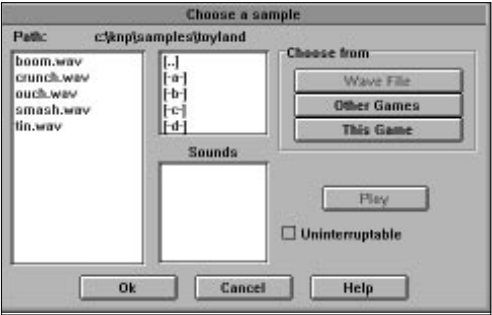 Choose a sample
Path: c:\knp\samples\toyland
boom.wav
crunch.wav
ouch.wav
smash.wav
tin.wav
[..]
[-a-]
[-b-]
[-c-]
[-d-]
Sounds
Choose from
Wave File
Other Games
This Game
Play
Uninterruptable
Ok
Cancel
Help